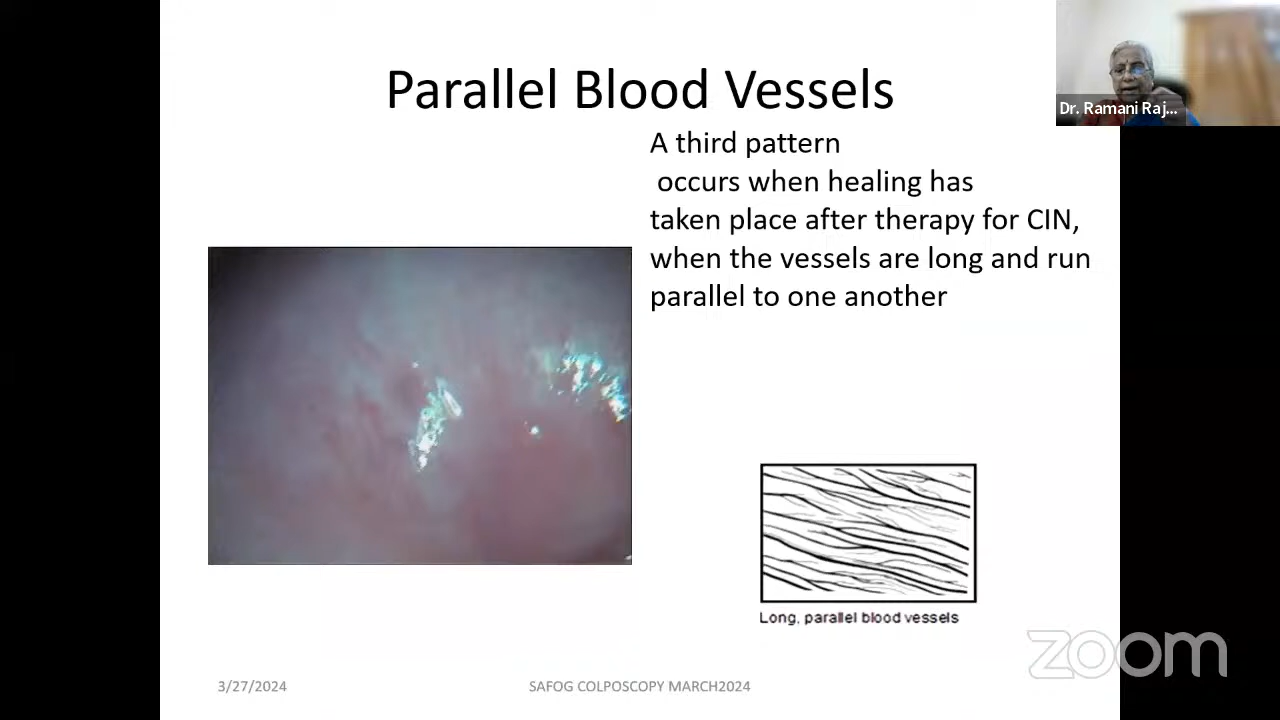 Parallel Blood Vessels
Dr. Ramani Raj...
A third pattern
occurs when healing has
taken place after therapy for CIN,
when the vessels are long and run
parallel to one another
Long, parallel blood vessels
zoom
3/27/2024
SAFOG COLPOSCOPY MARCH2024